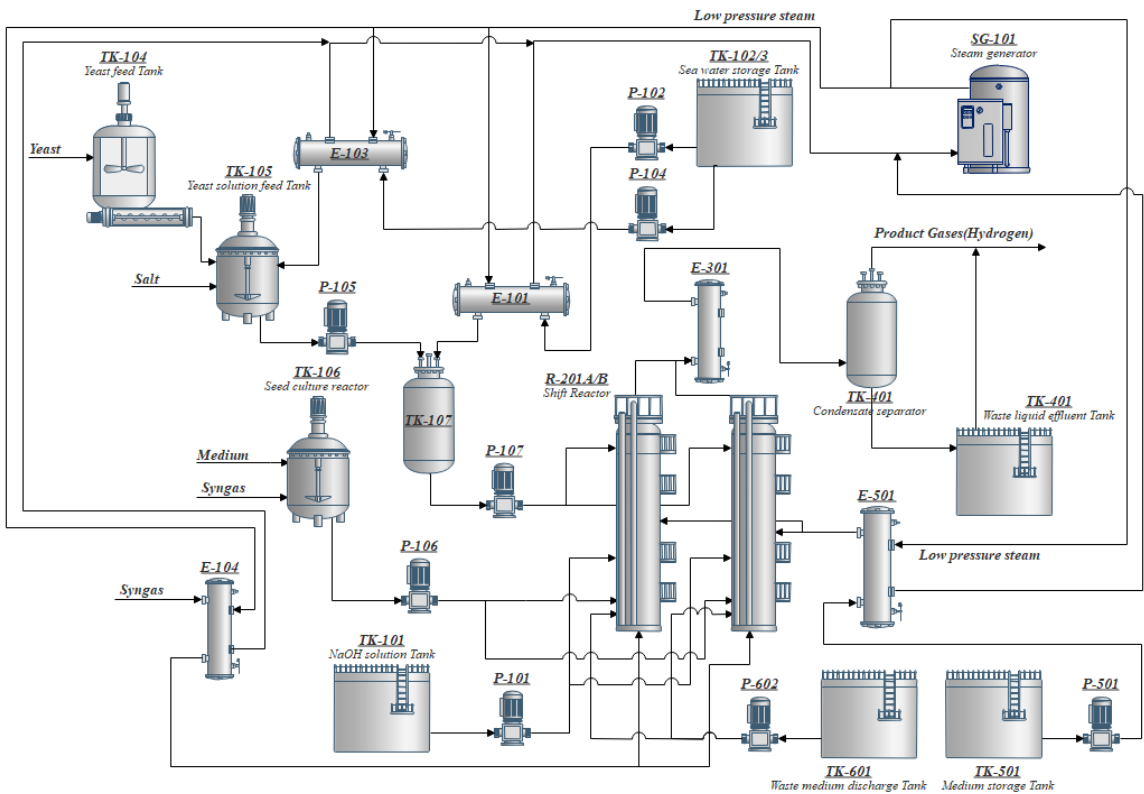 Low pressure steam
TK-104
Yeast feed Tank
TK-102/3
Sea water storage Tank
SG-101
Steam generator
P-102
Yeast
E-103
TK-105
Yeast solution feed Tank
P-104
Product Gases(Hydrogen)
E-301
Salt
P-105
E-101
TK-106
Seed culture reactor
R-201A/B
Shift Reactor
TK-401
Condensate separator
TK-401
Waste liquid effluent Tank
TK-107
Medium
P-107
Syngas
E-501
P-106
Low pressure steam
E-104
Syngas
TK-101
NaOH solution Tank
P-101
P-602
P-501
TK-601
Waste medium discharge Tank
TK-501
Medium storage Tank